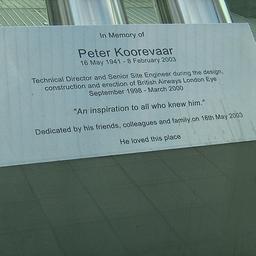 In Memory of
Peter Koorevaar
16 May 1941 - 8 February 2003
Technical Director and Senior Site Engineer during the design,
construction and erection of British Airways London Eye
September 1998 - March 2000
"An inspiration to all who knew him."
Dedicated by his friends, colleagues and family on 16th May 2003
He loved this place